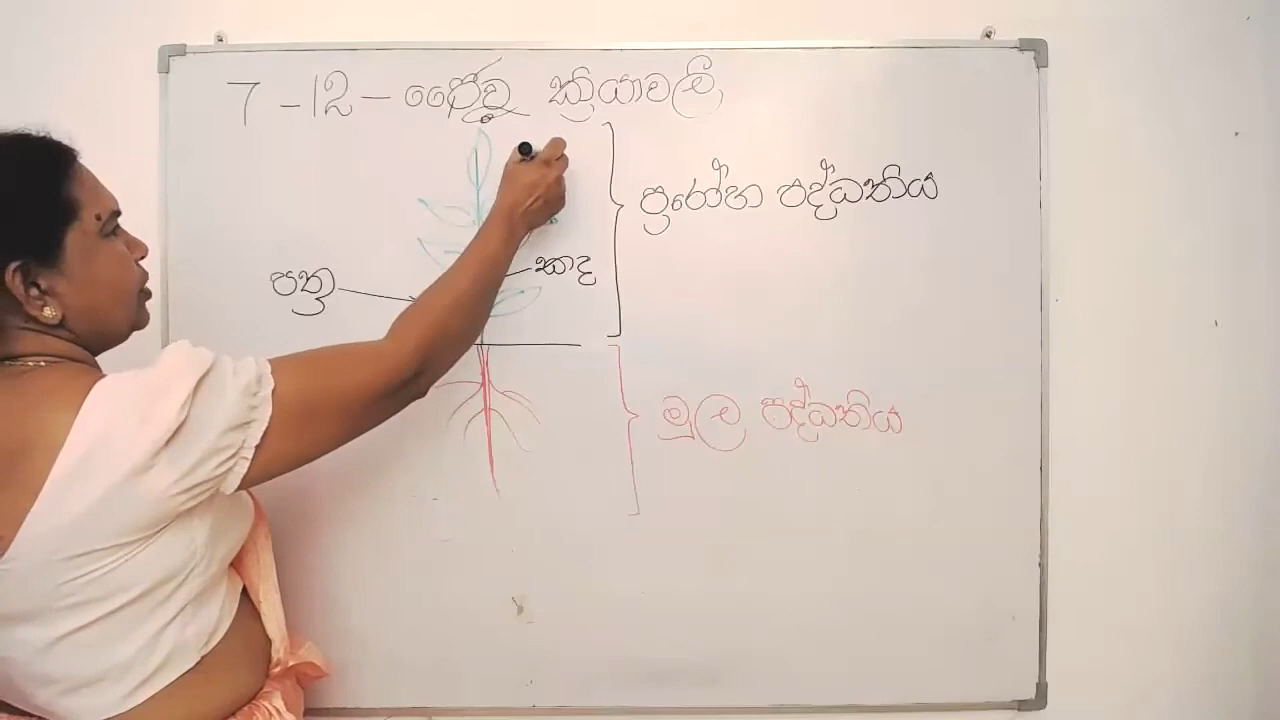 7 - 12 - ජෛව ක්‍රියාවලි
ප්‍රරෝහ පද්ධතිය
කඳ
පත්‍ර
මූල පද්ධතිය